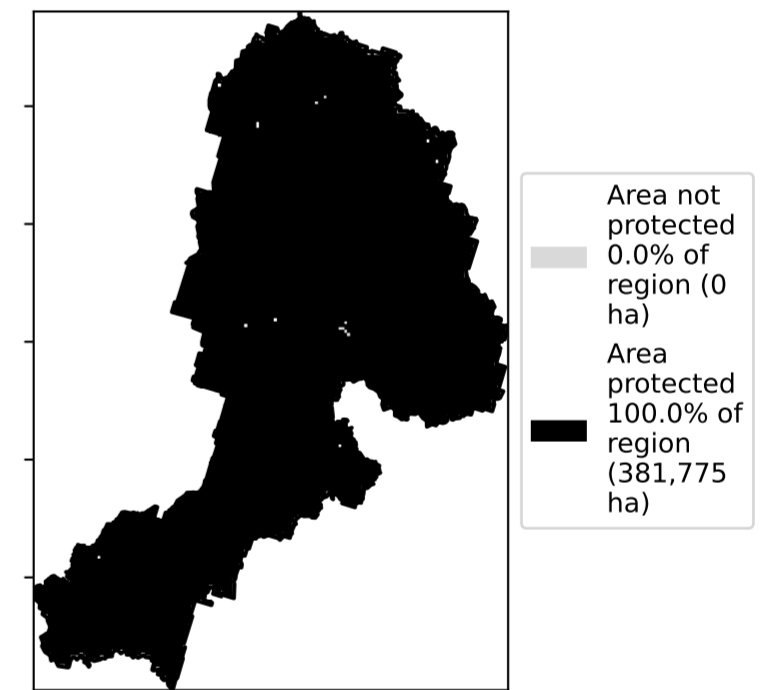 Area not
protected
0.0% of
region (0
ha)
Area
protected
100.0% of
region
(381,775
ha)